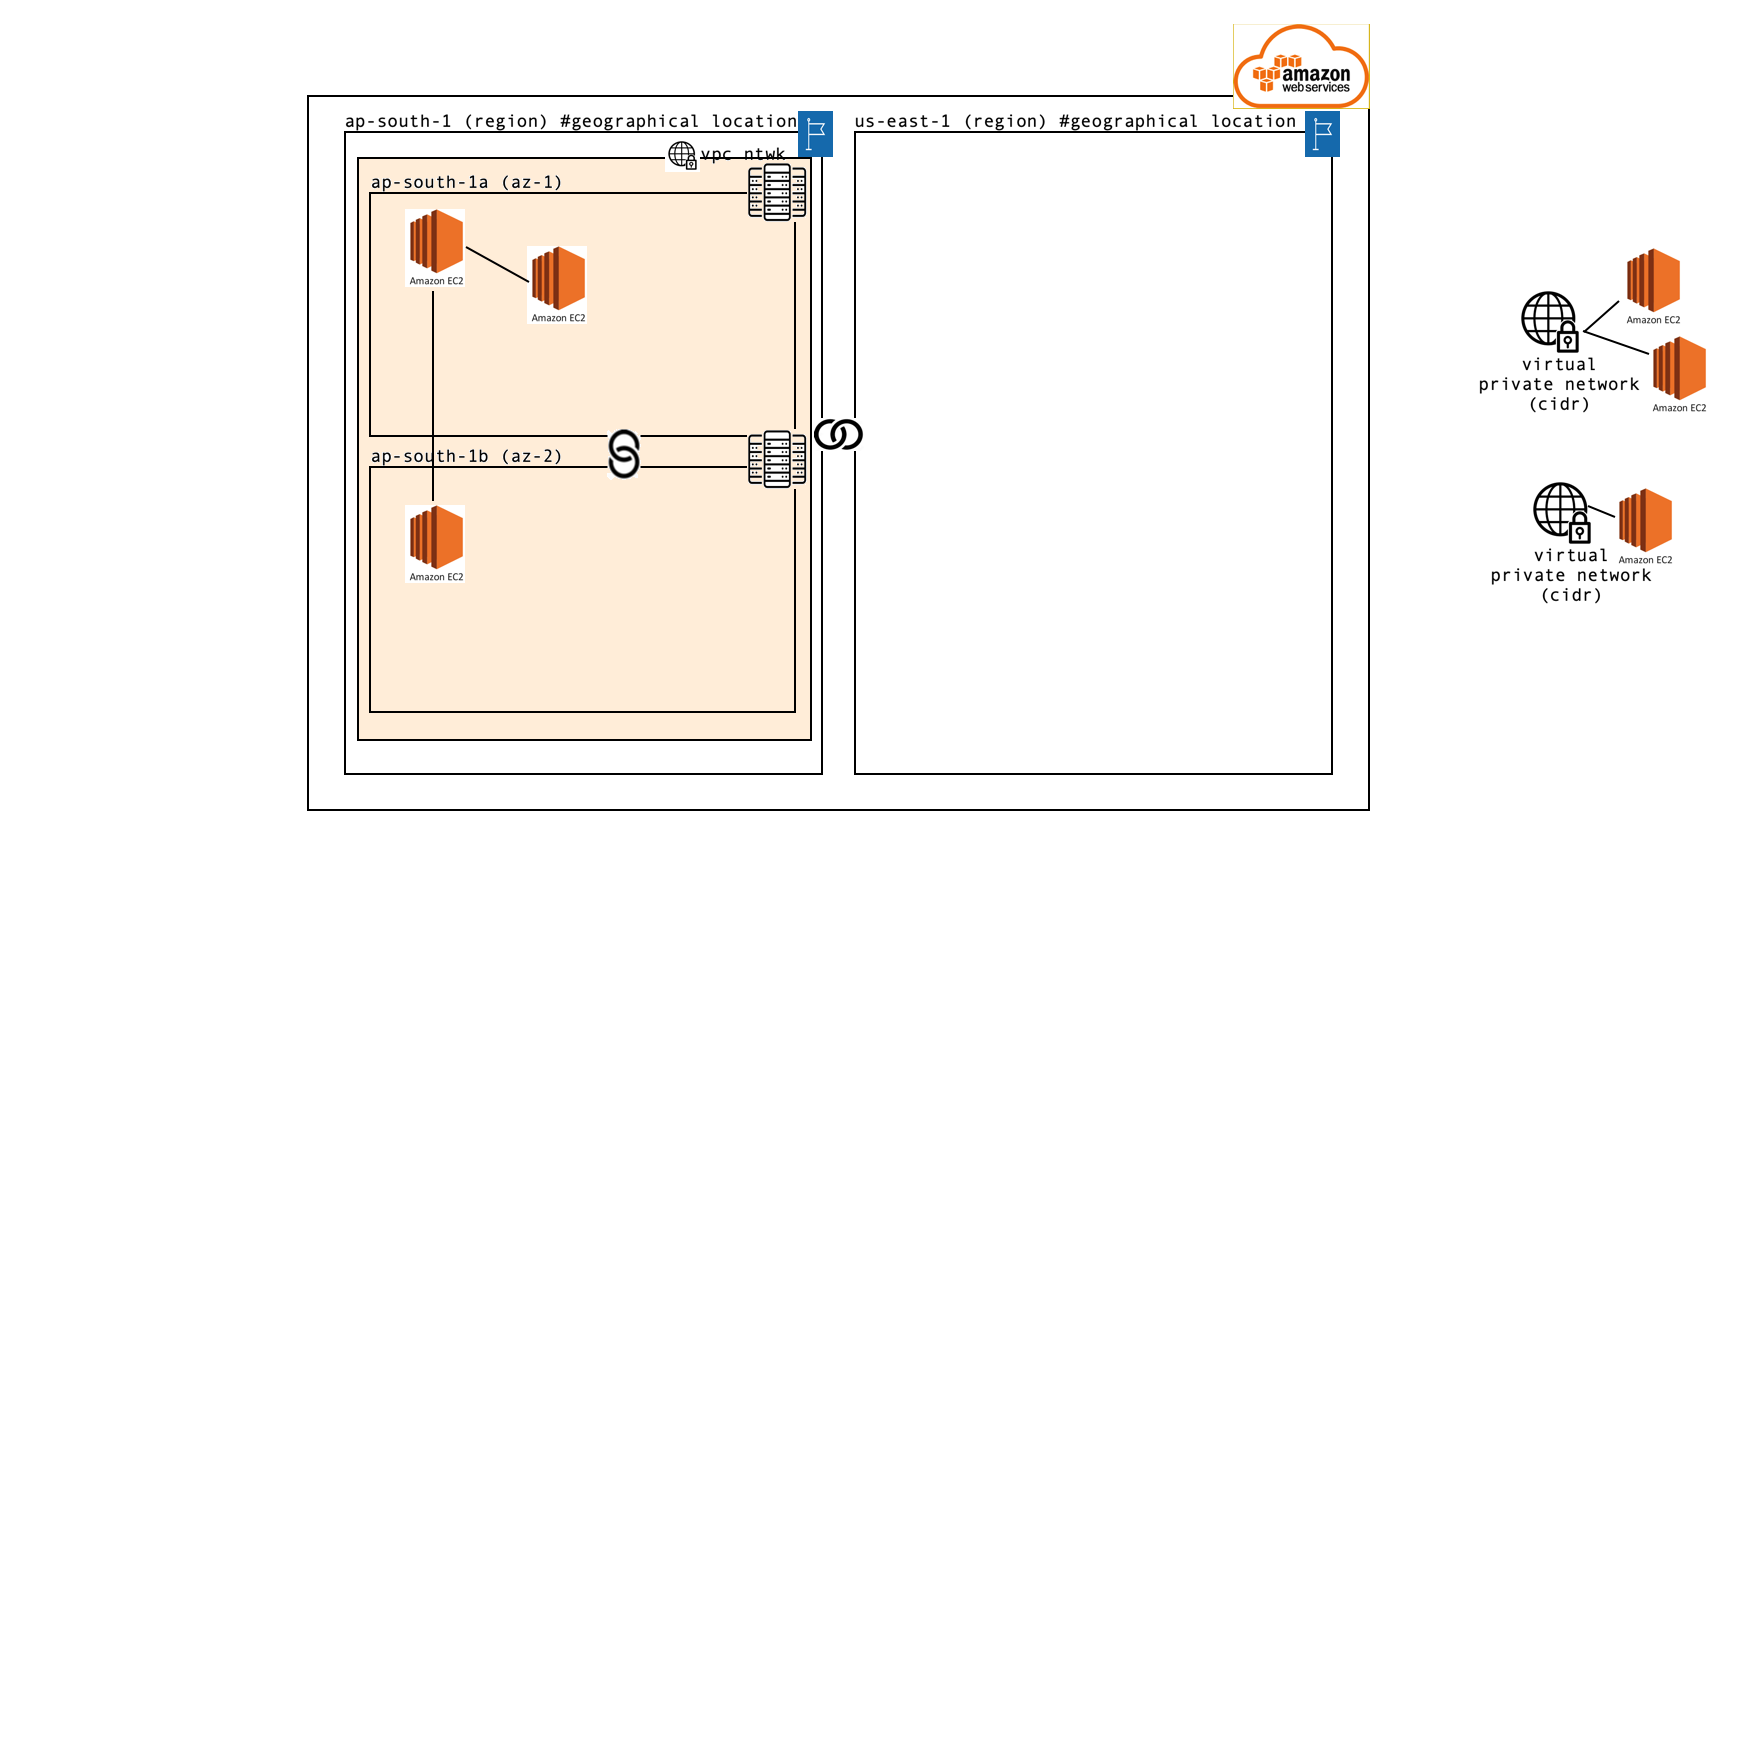 amazon
webservices
ap-south-1 (region) #geographical location
us-east-1 (region) #geographical location
vpc ntwk
ap-south-1a (az-1)
Amazon EC2
Amazon EC2
ap-south-1b (az-2)
Amazon EC2
Amazon EC2
virtual
private network
(cidr)
Amazon EC2
virtual
private network
(cidr)
Amazon EC2